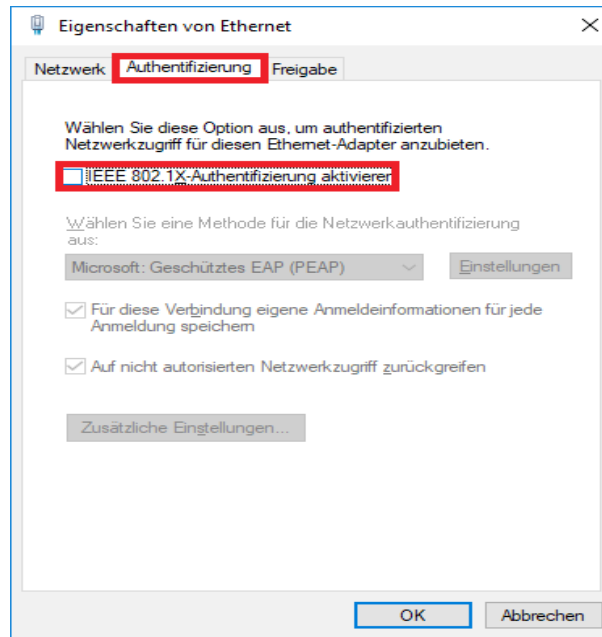 Eigenschaften von Ethernet
Netzwerk Authentifizierung Freigabe
Wählen Sie diese Option aus, um authentifizierten
Netzwerkzugriff für diesen Ethernet-Adapter anzubieten.
IEEE 802.1X-Authentifizierung aktivieren
Wählen Sie eine Methode für die Netzwerkauthentifizierung
aus:
Microsoft: Geschütztes EAP (PEAP) Einstellungen
Für diese Verbindung eigene Anmeldeinformationen für jede
Anmeldung speichern
Auf nicht autorisierten Netzwerkzugriff zurückgreifen
Zusätzliche Einstellungen...
OK Abbrechen